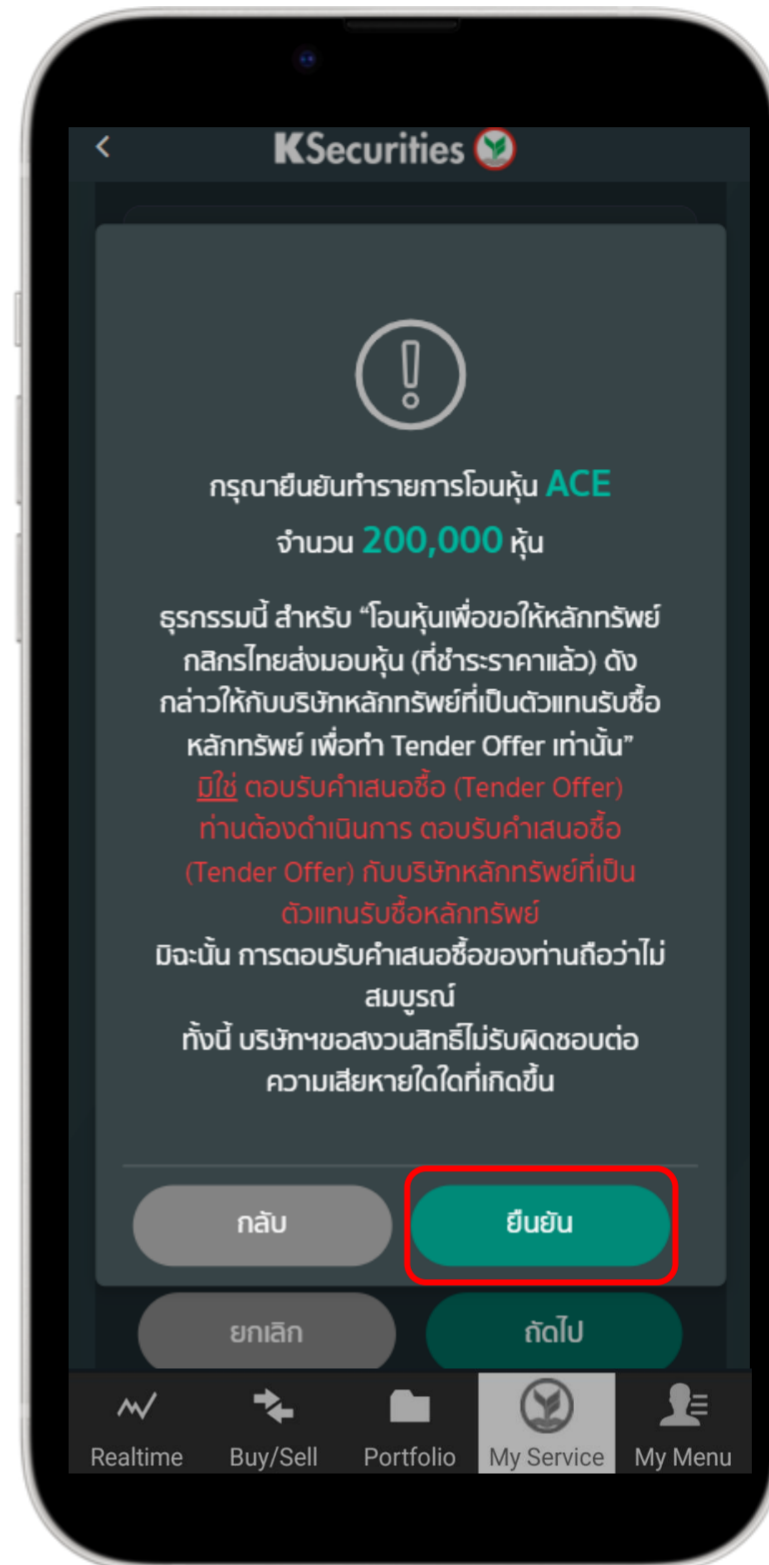 KSecurities
กรุณายืนยันทำรายการโอนหุ้น ACE
จำนวน 200,000 หุ้น
ธุรกรรมนี้ สำหรับ “โอนหุ้นเพื่อขอให้หลักทรัพย์
กสิกรไทยส่งมอบหุ้น (ที่ชำระราคาแล้ว) ดัง
กล่าวให้กับบริษัทหลักทรัพย์ที่เป็นตัวแทนรับซื้อ
หลักทรัพย์ เพื่อทำ Tender Offer เท่านั้น”
มิใช่ ตอบรับคำเสนอซื้อ (Tender Offer)
ท่านต้องดำเนินการ ตอบรับคำเสนอซื้อ
(Tender Offer) กับบริษัทหลักทรัพย์ที่เป็น
ตัวแทนรับซื้อหลักทรัพย์
มิฉะนั้น การตอบรับคำเสนอซื้อของท่านถือว่าไม่
สมบูรณ์
ทั้งนี้ บริษัทฯขอสงวนสิทธิ์ไม่รับผิดชอบต่อ
ความเสียหายใดใดที่เกิดขึ้น
กลับ ยืนยัน
ยกเลิก ถัดไป
Realtime Buy/Sell Portfolio My Service My Menu